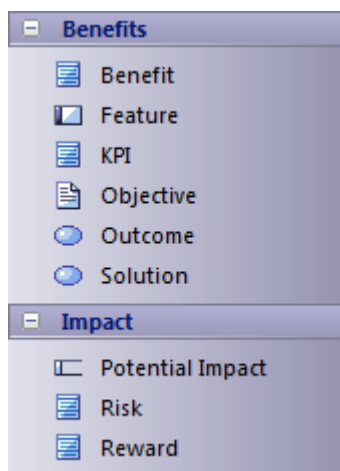 Benefits
Benefit
Feature
KPI
Objective
Outcome
Solution
Impact
Potential Impact
Risk
Reward